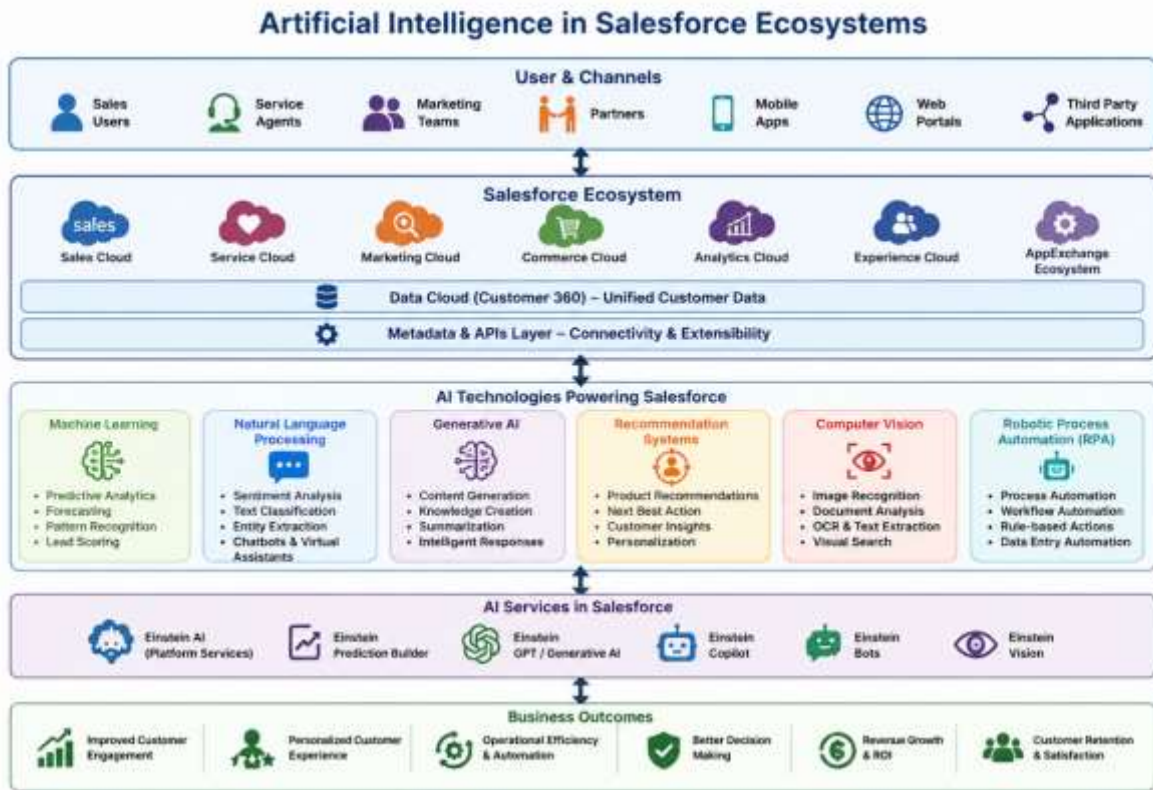 Artificial Intelligence in Salesforce Ecosystems
User & Channels
Sales
Users
Service
Agents
Marketing
Teams
Partners
Mobile
Apps
Web
Portals
Third Party
Applications
Salesforce Ecosystem
sales
Sales Cloud
Service Cloud
Marketing Cloud
Commerce Cloud
Analytics Cloud
Experience Cloud
AppExchange
Ecosystem
Data Cloud (Customer 360) – Unified Customer Data
Metadata & APIs Layer – Connectivity & Extensibility
AI Technologies Powering Salesforce
Machine Learning
• Predictive Analytics
• Forecasting
• Pattern Recognition
• Lead Scoring
Natural Language
Processing
• Sentiment Analysis
• Text Classification
• Entity Extraction
• Chatbots & Virtual
Assistants
Generative AI
• Content Generation
• Knowledge Creation
• Summarization
• Intelligent Responses
Recommendation
Systems
• Product Recommendations
• Next Best Action
• Customer Insights
• Personalization
Computer Vision
• Image Recognition
• Document Analysis
• OCR & Text Extraction
• Visual Search
Robotic Process
Automation (RPA)
• Process Automation
• Workflow Automation
• Rule-based Actions
• Data Entry Automation
AI Services in Salesforce
Einstein AI
(Platform Services)
Einstein
Prediction Builder
Einstein
GPT / Generative AI
Einstein
Copilot
Einstein
Bots
Einstein
Vision
Business Outcomes
Improved Customer
Engagement
Personalized Customer
Experience
Operational Efficiency
& Automation
Better Decision
Making
Revenue Growth
& ROI
Customer Retention
& Satisfaction